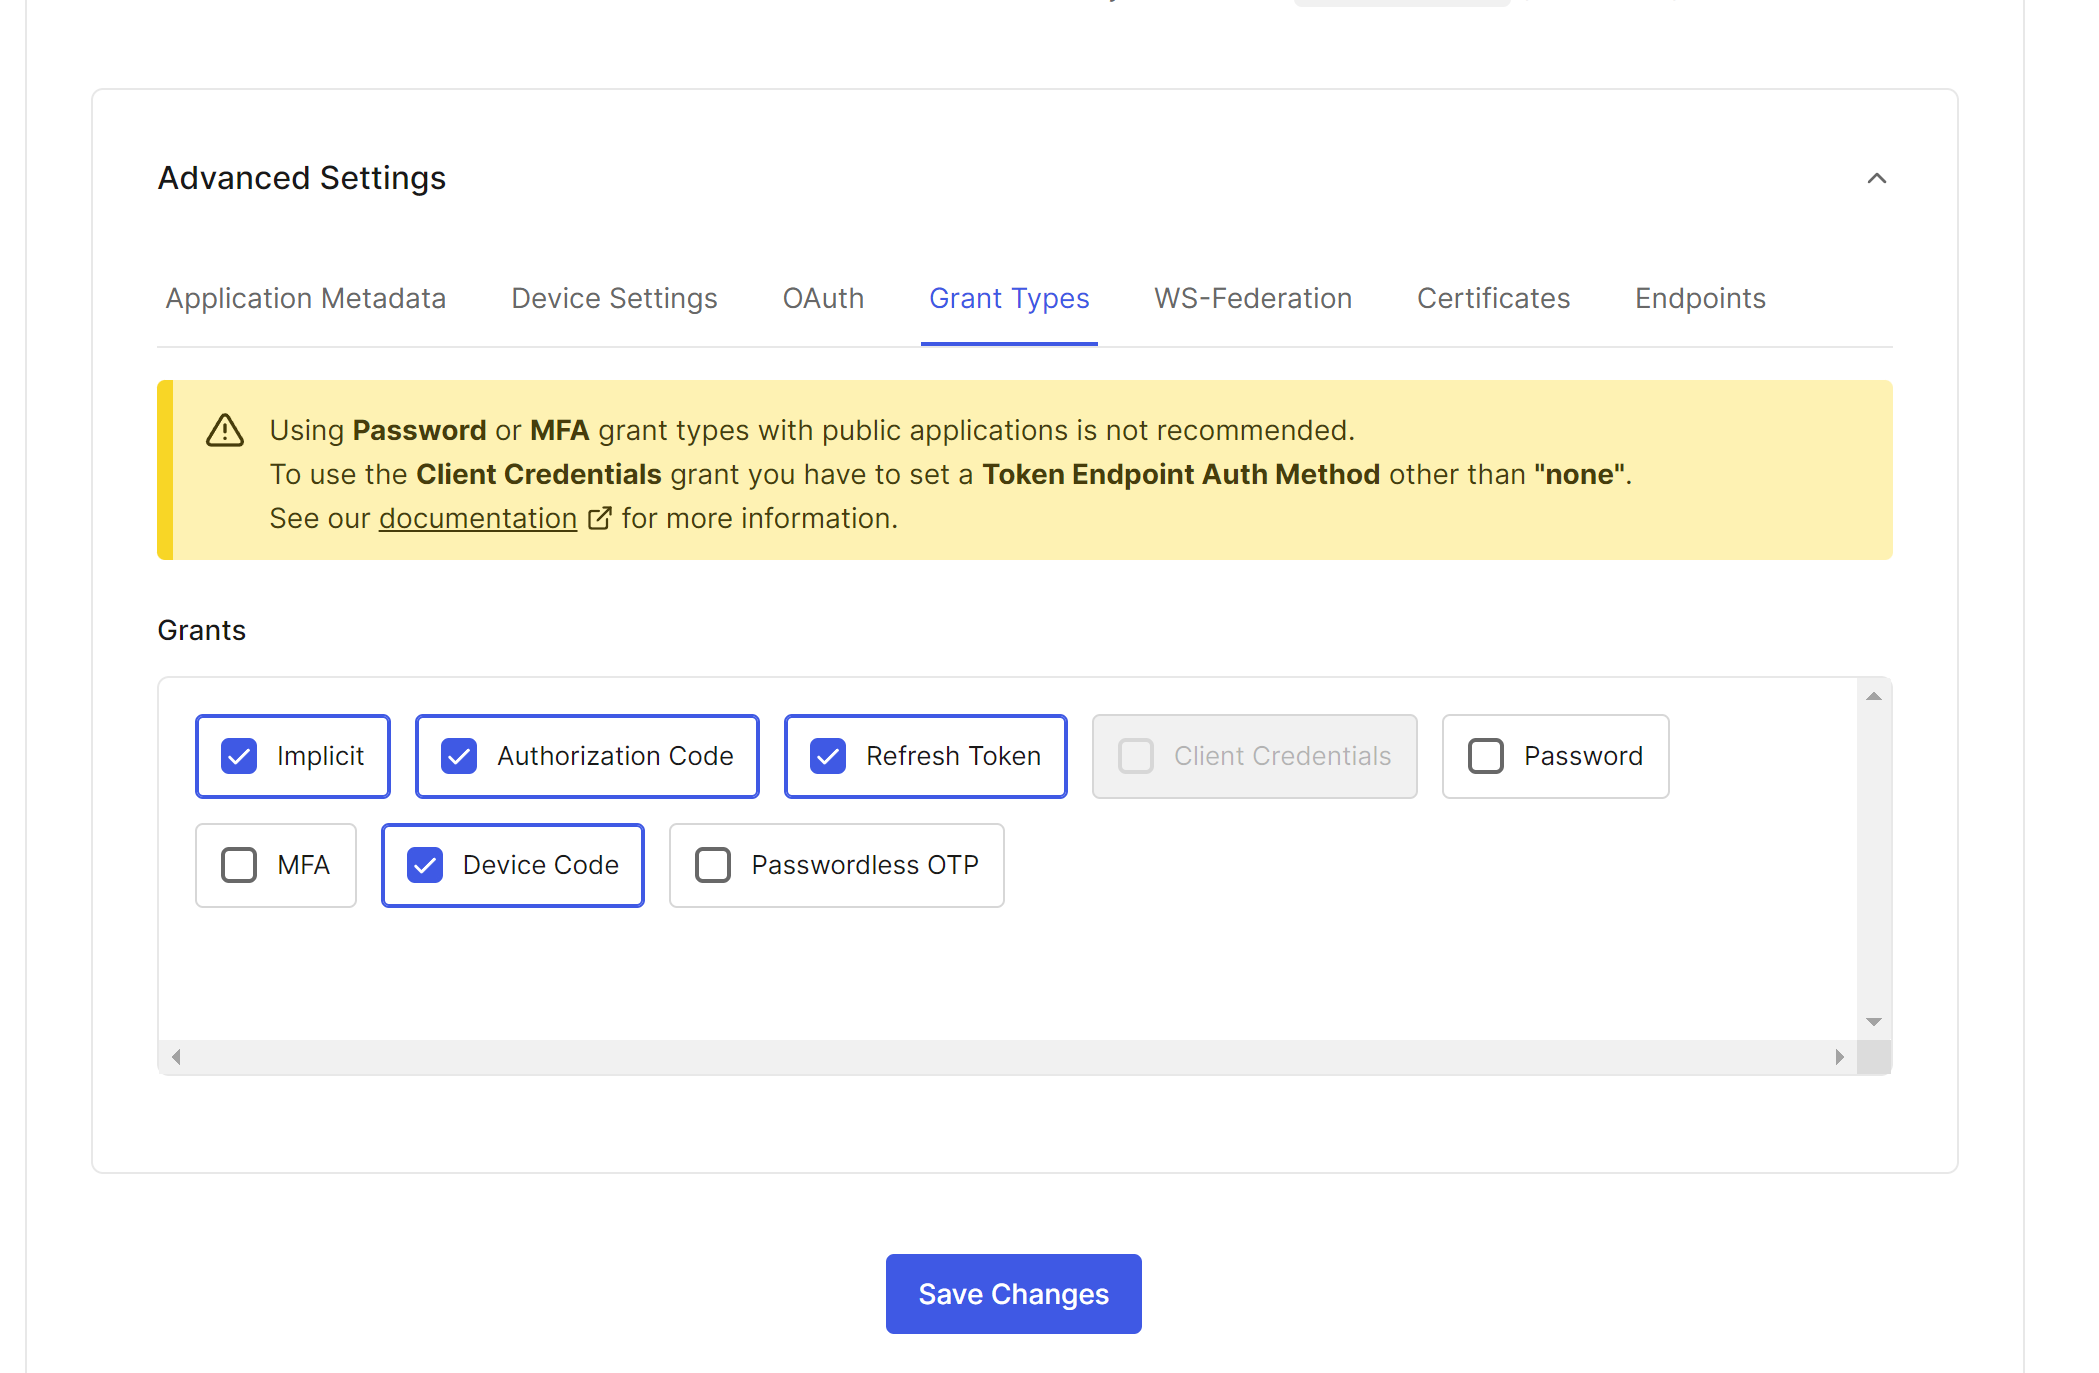 Advanced Settings
Application Metadata Device Settings OAuth Grant Types WS-Federation Certificates Endpoints
Using Password or MFA grant types with public applications is not recommended.
To use the Client Credentials grant you have to set a Token Endpoint Auth Method other than "none".
See our documentation for more information.
Grants
Implicit Authorization Code Refresh Token Client Credentials Password
MFA Device Code Passwordless OTP
Save Changes